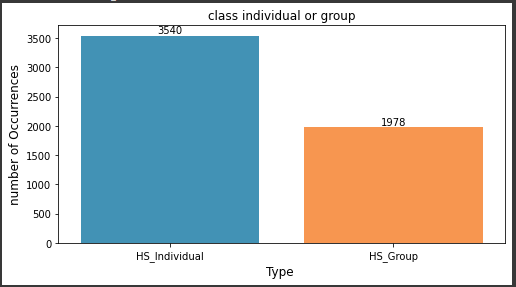 class individual or group
3540
1978
3500
3000
2500
2000
1500
1000
500
0
number of Occurrences
HS_Individual
HS_Group
Type